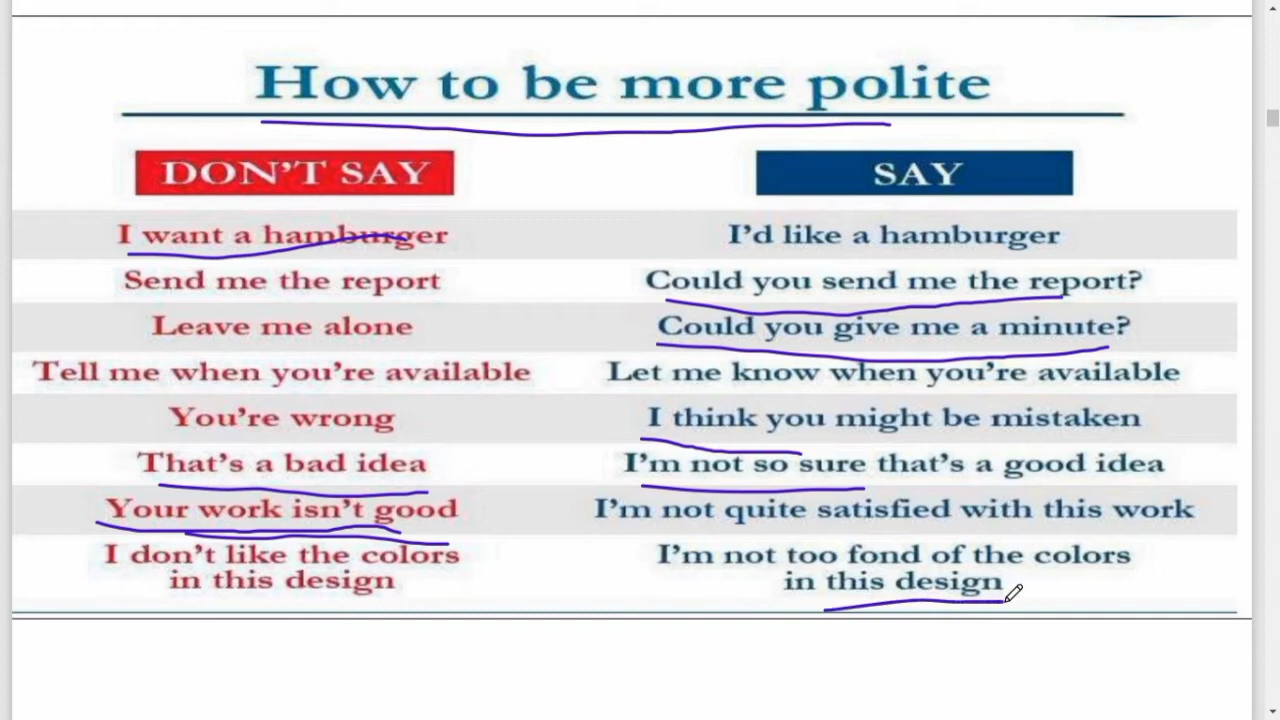 How to be more polite
DON'T SAY
SAY
I want a hamburger
I'd like a hamburger
Send me the report
Could you send me the report?
Leave me alone
Could you give me a minute?
Tell me when you're available
Let me know when you're available
You're wrong
I think you might be mistaken
That's a bad idea
I'm not so sure that's a good idea
Your work isn't good
I'm not quite satisfied with this work
I don't like the colors
in this design
I'm not too fond of the colors
in this design